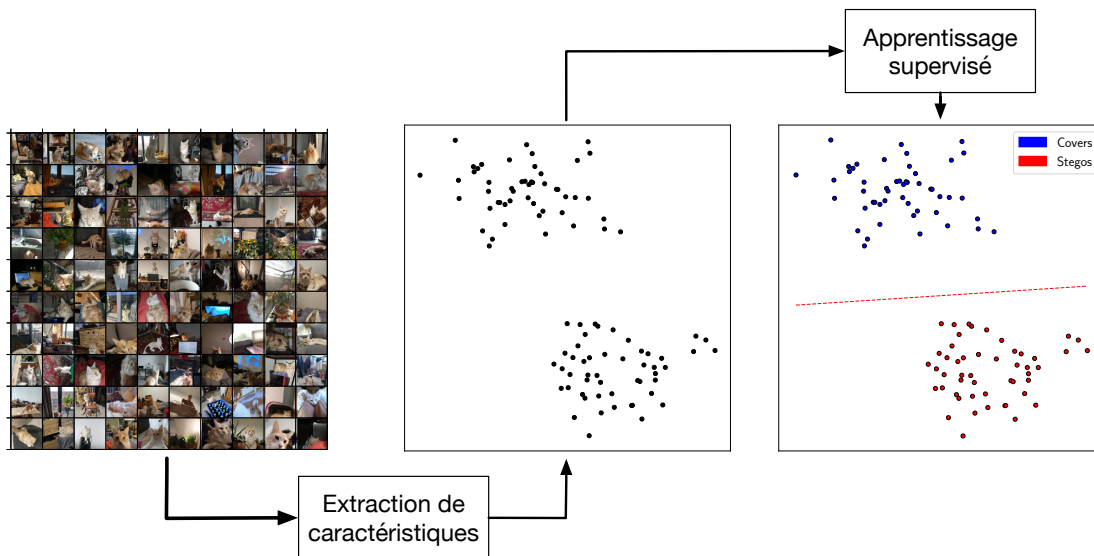 Apprentissage
supervisé
Covers
Stegos
Extraction de
caractéristiques